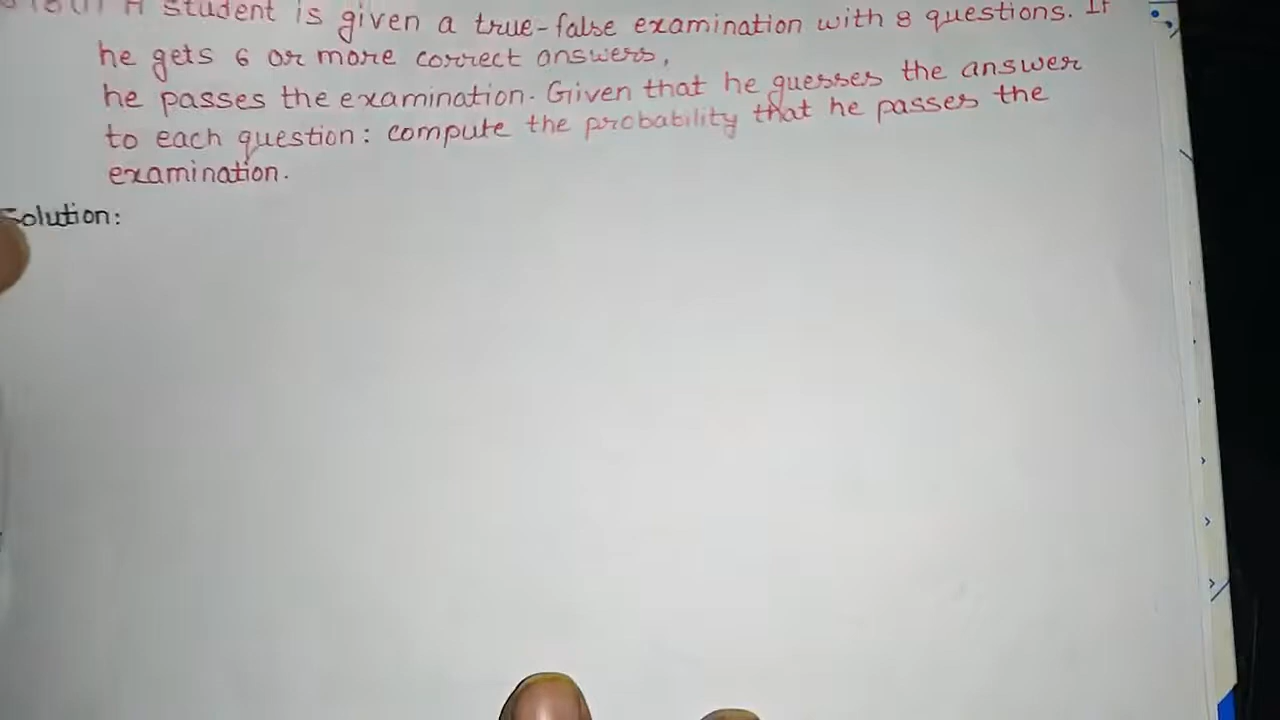 A student is given a true-false examination with 8 questions. If
he gets 6 or more correct answers,
he passes the examination. Given that he guesses the answer
to each question: compute the probability that he passes the
examination.
Solution: